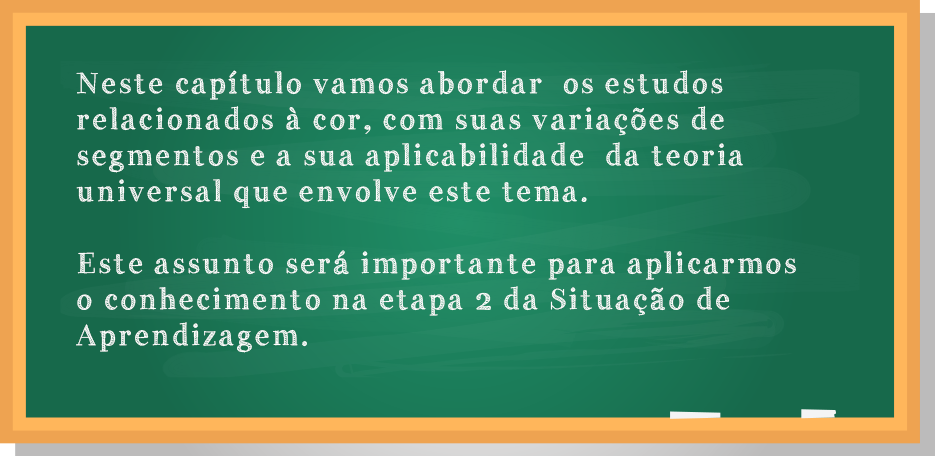 Neste capítulo vamos abordar os estudos
relacionados à cor, com suas variações de
segmentos e a sua aplicabilidade da teoria
universal que envolve este tema.
Este assunto será importante para aplicarmos
o conhecimento na etapa 2 da Situação de
Aprendizagem.